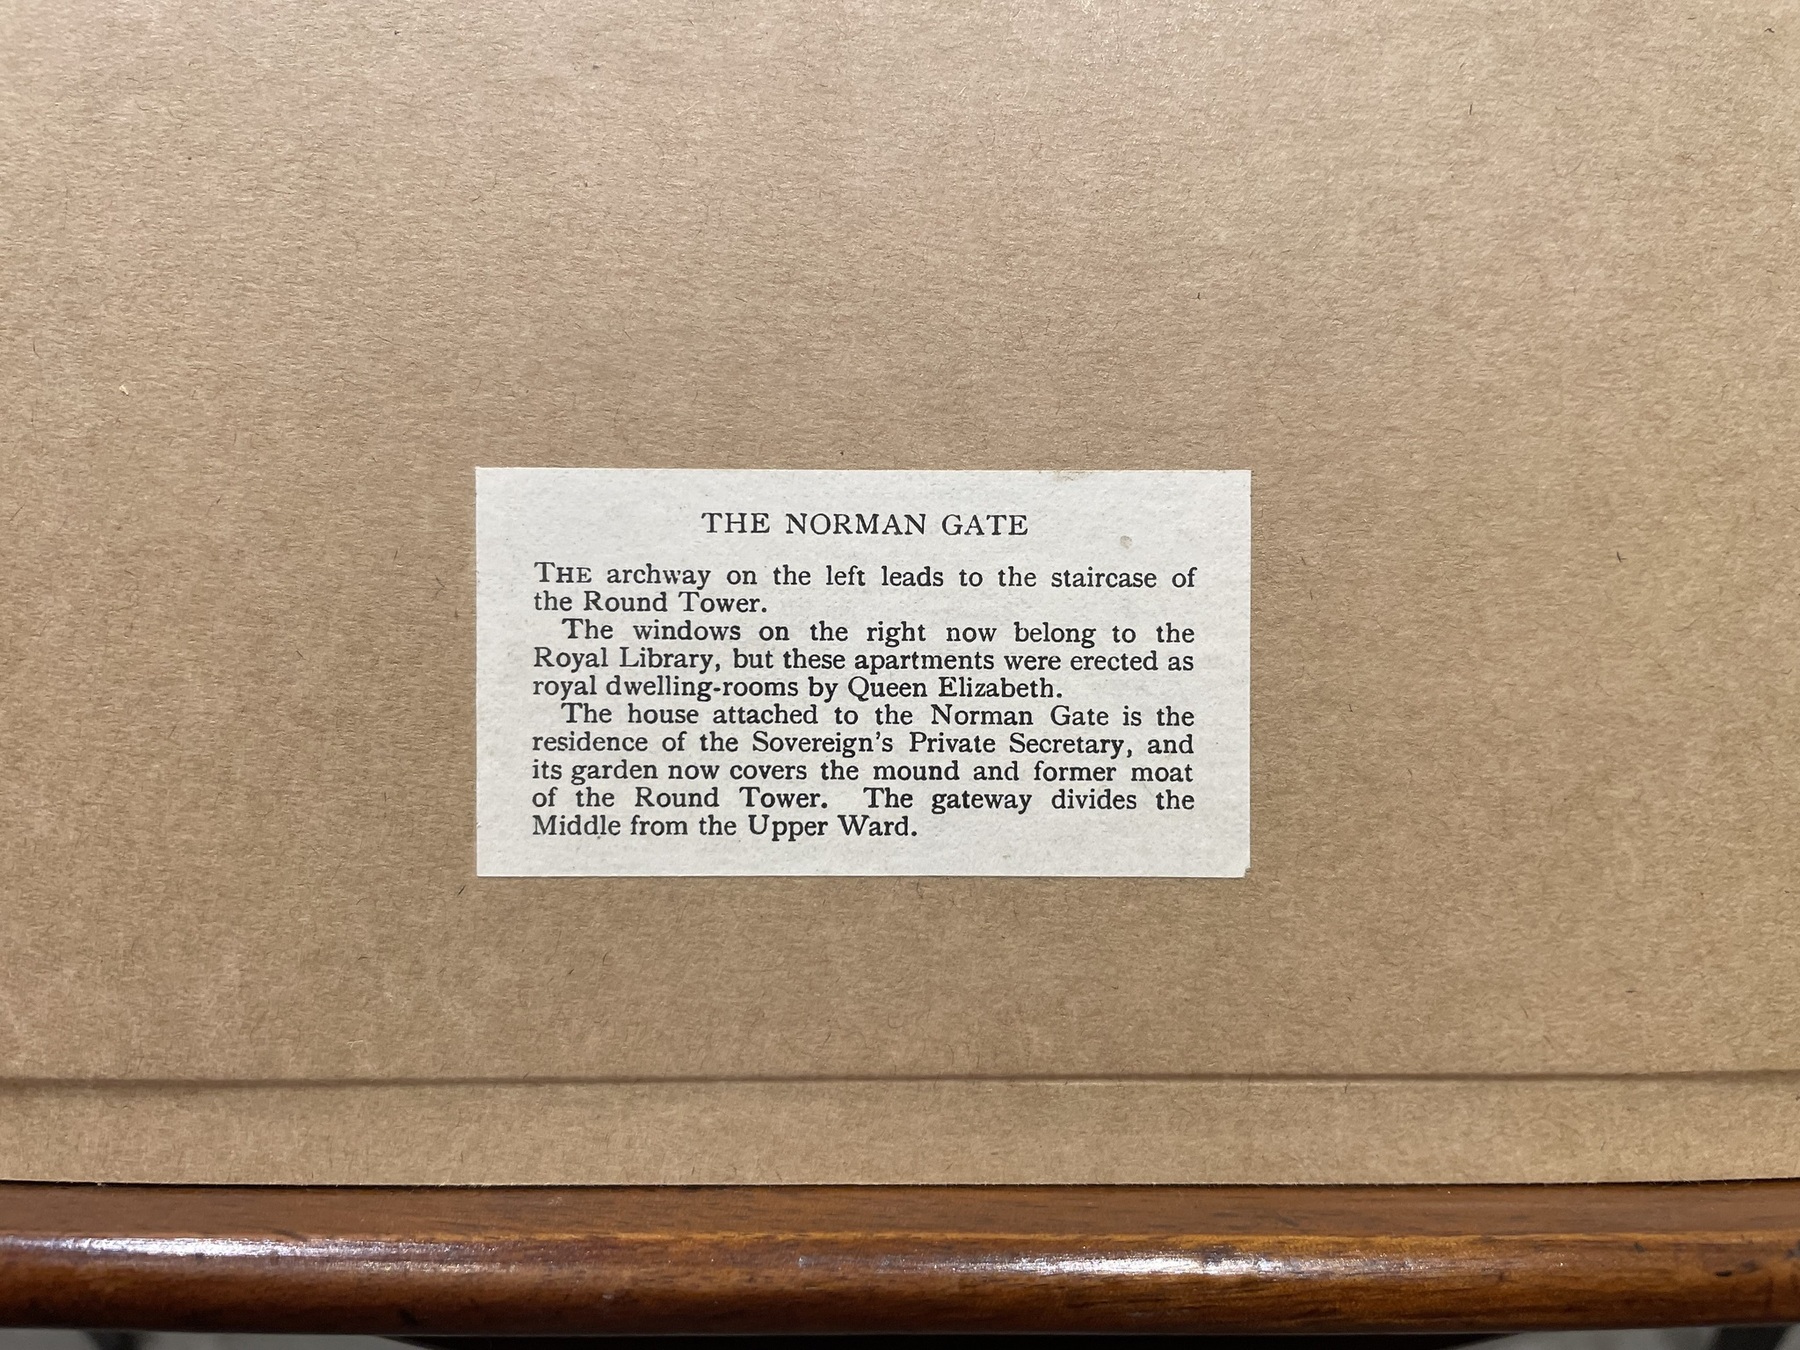 THE NORMAN GATE
THE archway on the left leads to the staircase of
the Round Tower.
The windows on the right now belong to the
Royal Library, but these apartments were erected as
royal dwelling-rooms by Queen Elizabeth.
The house attached to the Norman Gate is the
residence of the Sovereign's Private Secretary, and
its garden now covers the mound and former moat
of the Round Tower. The gateway divides the
Middle from the Upper Ward.